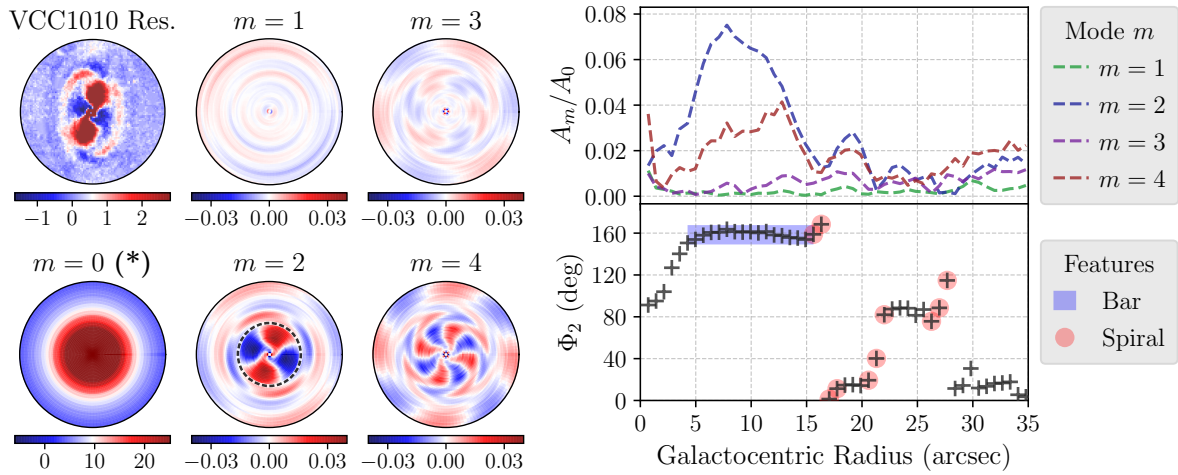 VCC1010 Res.
m = 1
m = 3
−1 0 1 2
−0.03 0.00 0.03
−0.03 0.00 0.03
m = 0 (*)
m = 2
m = 4
0 10 20
−0.03 0.00 0.03
−0.03 0.00 0.03
A_m/A_0
0.08
0.06
0.04
0.02
0.00
Φ_2 (deg)
160
120
80
40
0
0 5 10 15 20 25 30 35
Galactocentric Radius (arcsec)
Mode m
m = 1
m = 2
m = 3
m = 4
Features
Bar
Spiral